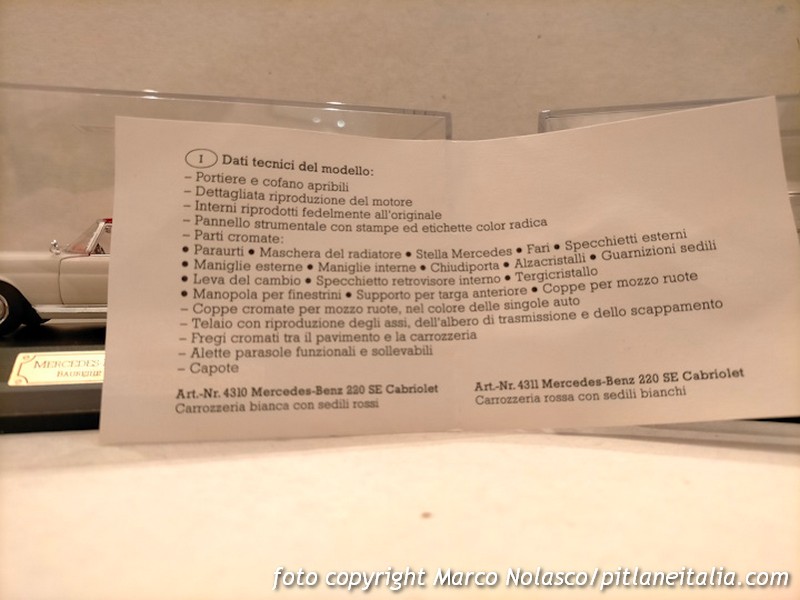 I Dati tecnici del modello:
– Portiere e cofano apribili
– Dettagliata riproduzione del motore
– Interni riprodotti fedelmente all'originale
– Pannello strumentale con stampe ed etichette color radica
– Parti cromate:
• Paraurti • Maschera del radiatore • Stella Mercedes • Fari • Specchietti esterni
• Maniglie esterne • Maniglie interne • Chiudiporta • Alzacristalli • Guarnizioni sedili
• Leva del cambio • Specchietto retrovisore interno • Tergicristallo
• Manopola per finestrini • Supporto per targa anteriore • Coppe per mozzo ruote
– Coppe cromate per mozzo ruote, nel colore delle singole auto
– Telaio con riproduzione degli assi, dell'albero di trasmissione e dello scappamento
– Fregi cromati tra il pavimento e la carrozzeria
– Alette parasole funzionali e sollevabili
– Capote
Art.-Nr. 4310 Mercedes-Benz 220 SE Cabriolet
Carrozzeria bianca con sedili rossi
Art.-Nr. 4311 Mercedes-Benz 220 SE Cabriolet
Carrozzeria rossa con sedili bianchi
MERCEDES
BAUREIHE
foto copyright Marco Nolasco/pitlaneitalia.com